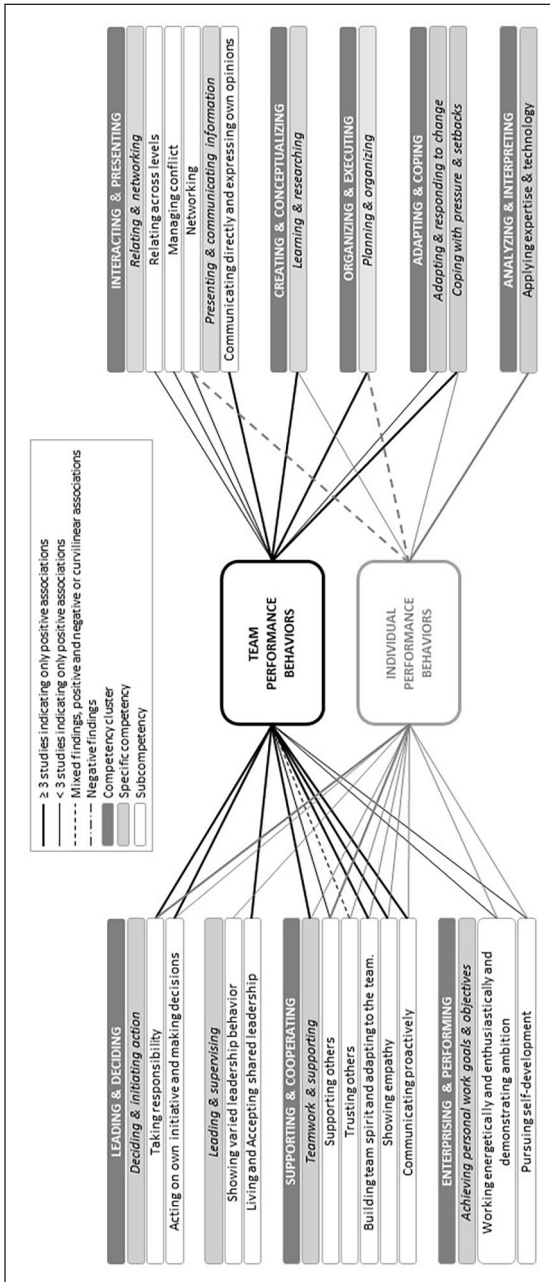 ≥ 3 studies indicating only positive associations
< 3 studies indicating only positive associations
Mixed findings, positive and negative or curvilinear associations
Negative findings
Competency cluster
Specific competency
Subcompetency
LEADING & DECIDING
Deciding & initiating action
Taking responsibility
Acting on own initiative and making decisions
Leading & supervising
Showing varied leadership behavior
Living and Accepting shared leadership
SUPPORTING & COOPERATING
Teamwork & supporting
Supporting others
Trusting others
Building team spirit and adapting to the team.
Showing empathy
Communicating proactively
ENTERPRISING & PERFORMING
Achieving personal work goals & objectives
Working energetically and enthusiastically and
demonstrating ambition
Pursuing self-development
TEAM
PERFORMANCE
BEHAVIORS
INDIVIDUAL
PERFORMANCE
BEHAVIORS
INTERACTING & PRESENTING
Relating & networking
Relating across levels
Managing conflict
Networking
Presenting & communicating information
Communicating directly and expressing own opinions
CREATING & CONCEPTUALIZING
Learning & researching
ORGANIZING & EXECUTING
Planning & organizing
ADAPTING & COPING
Adapting & responding to change
Coping with pressure & setbacks
ANALYZING & INTERPRETING
Applying expertise & technology